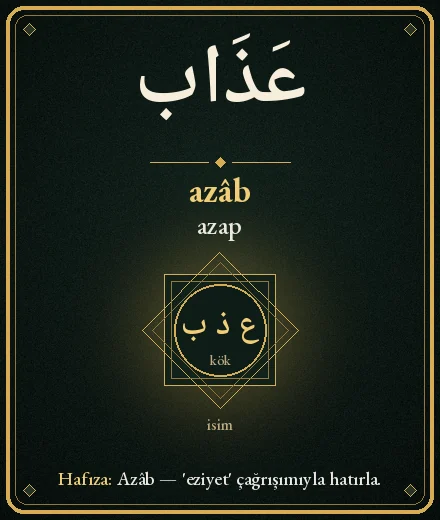 عَذَاب
azâb
azap
ع ذ ب
kök
isim
Hafıza: Azâb — 'eziyet' çağrışımıyla hatırla.